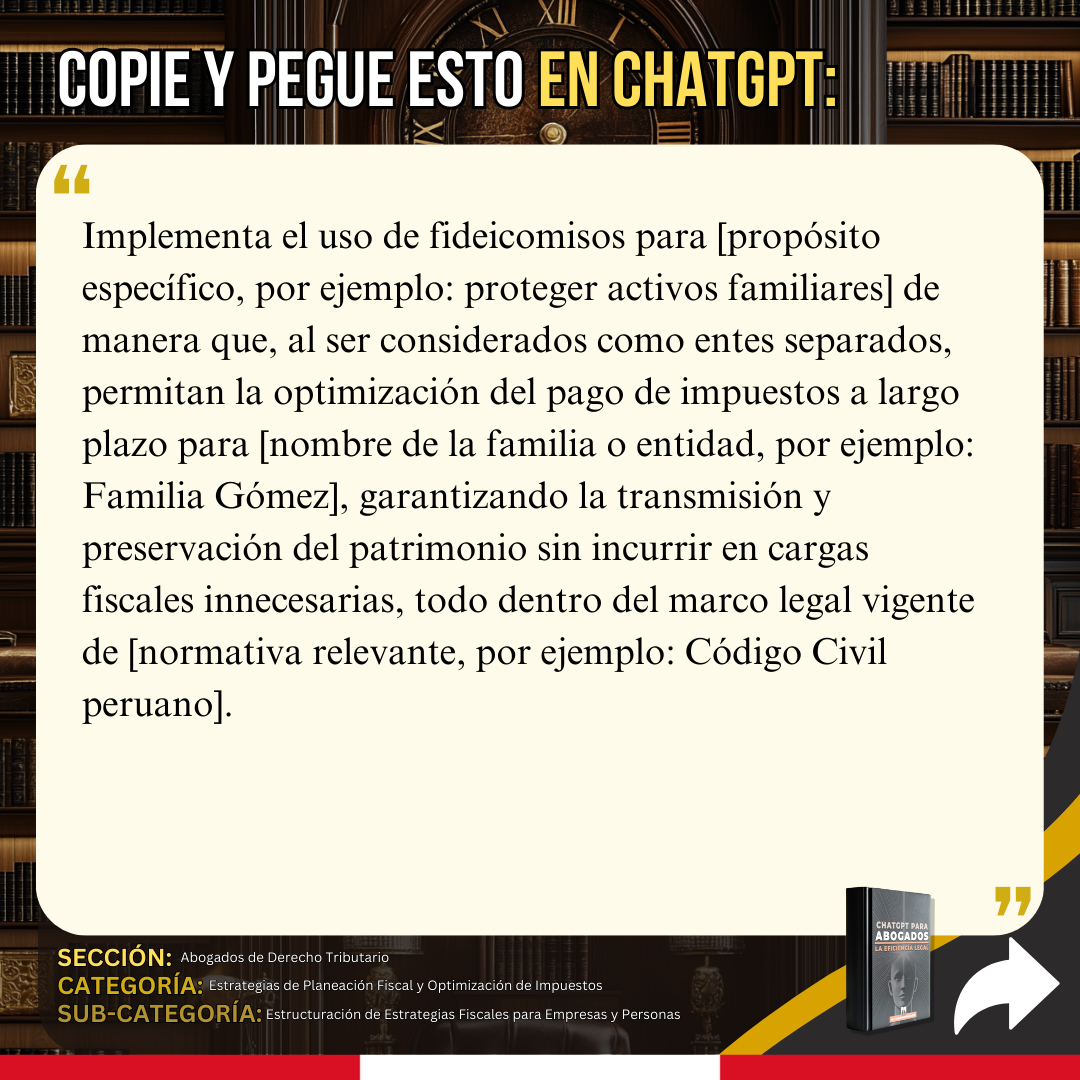 COPIE Y PEGUE ESTO EN CHATGPT:
“
Implementa el uso de fideicomisos para [propósito
específico, por ejemplo: proteger activos familiares] de
manera que, al ser considerados como entes separados,
permitan la optimización del pago de impuestos a largo
plazo para [nombre de la familia o entidad, por ejemplo:
Familia Gómez], garantizando la transmisión y
preservación del patrimonio sin incurrir en cargas
fiscales innecesarias, todo dentro del marco legal vigente
de [normativa relevante, por ejemplo: Código Civil
peruano].
”
CHATGPT PARA
ABOGADOS
LA EFICIENCIA LEGAL
SECCIÓN: Abogados de Derecho Tributario
CATEGORÍA: Estrategias de Planeación Fiscal y Optimización de Impuestos
SUB-CATEGORÍA: Estructuración de Estrategias Fiscales para Empresas y Personas